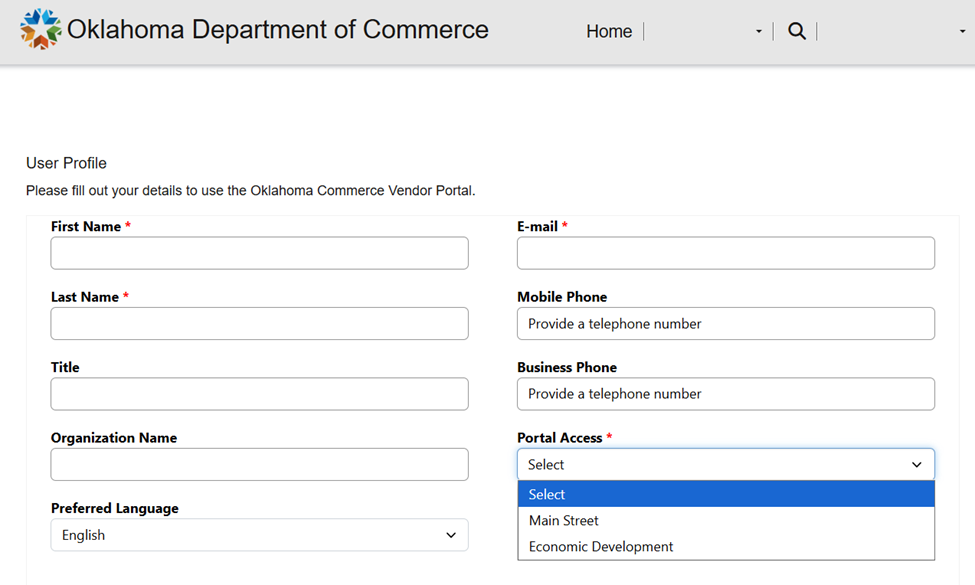 Oklahoma Department of Commerce
Home
User Profile
Please fill out your details to use the Oklahoma Commerce Vendor Portal.
First Name *
E-mail *
Last Name *
Mobile Phone
Provide a telephone number
Title
Business Phone
Provide a telephone number
Organization Name
Portal Access *
Select
Select
Main Street
Economic Development
Preferred Language
English